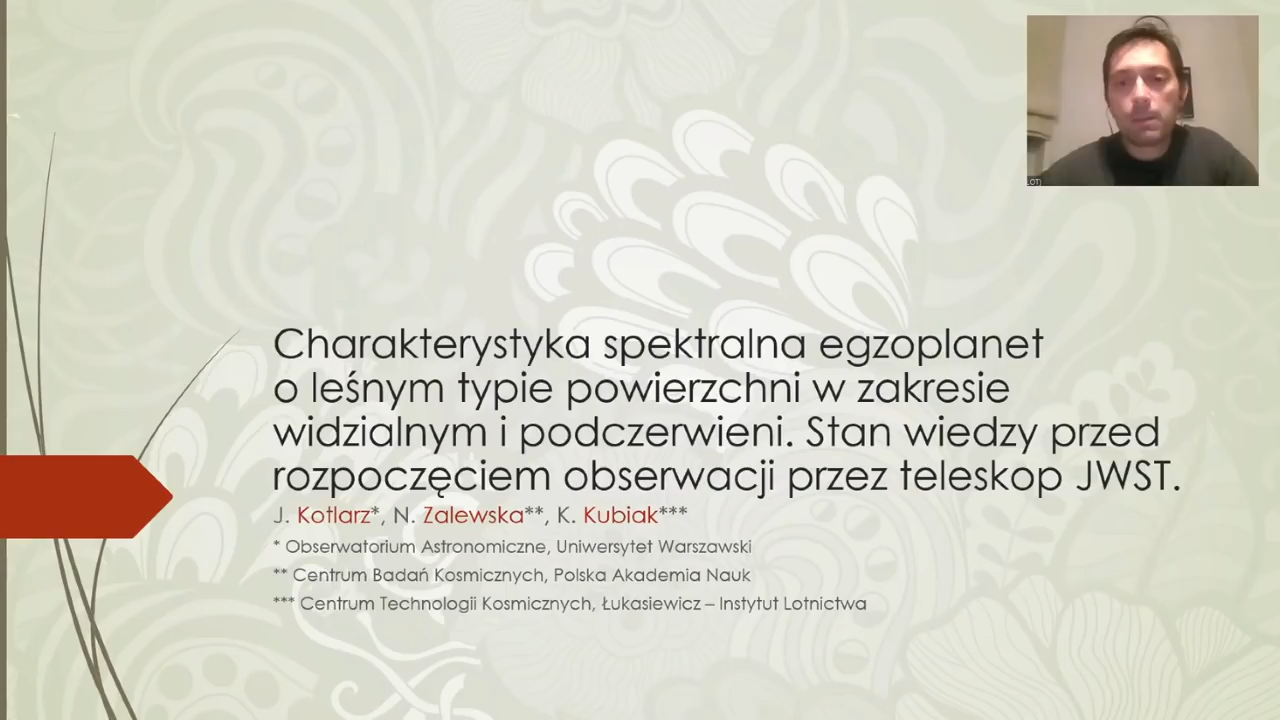 Charakterystyka spektralna egzoplanet
o leśnym typie powierzchni w zakresie
widzialnym i podczerwieni. Stan wiedzy przed
rozpoczęciem obserwacji przez teleskop JWST.
J. Kotlarz*, N. Zalewska**, K. Kubiak***
* Obserwatorium Astronomiczne, Uniwersytet Warszawski
** Centrum Badań Kosmicznych, Polska Akademia Nauk
*** Centrum Technologii Kosmicznych, Łukasiewicz – Instytut Lotnictwa